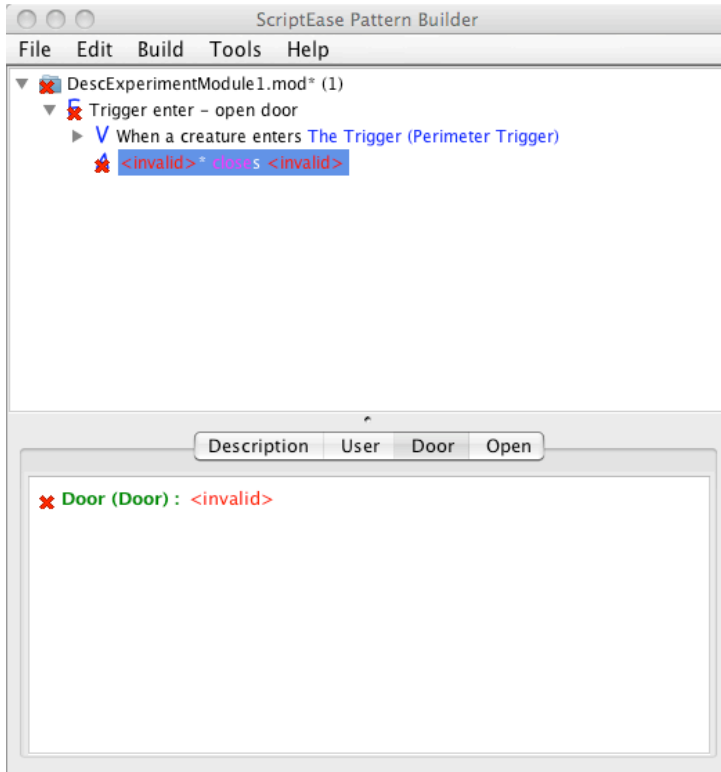 ScriptEase Pattern Builder
File Edit Build Tools Help
DescExperimentModule1.mod* (1)
E Trigger enter – open door
V When a creature enters The Trigger (Perimeter Trigger)
A <invalid>* closes <invalid>
Description User Door Open
Door (Door) : <invalid>